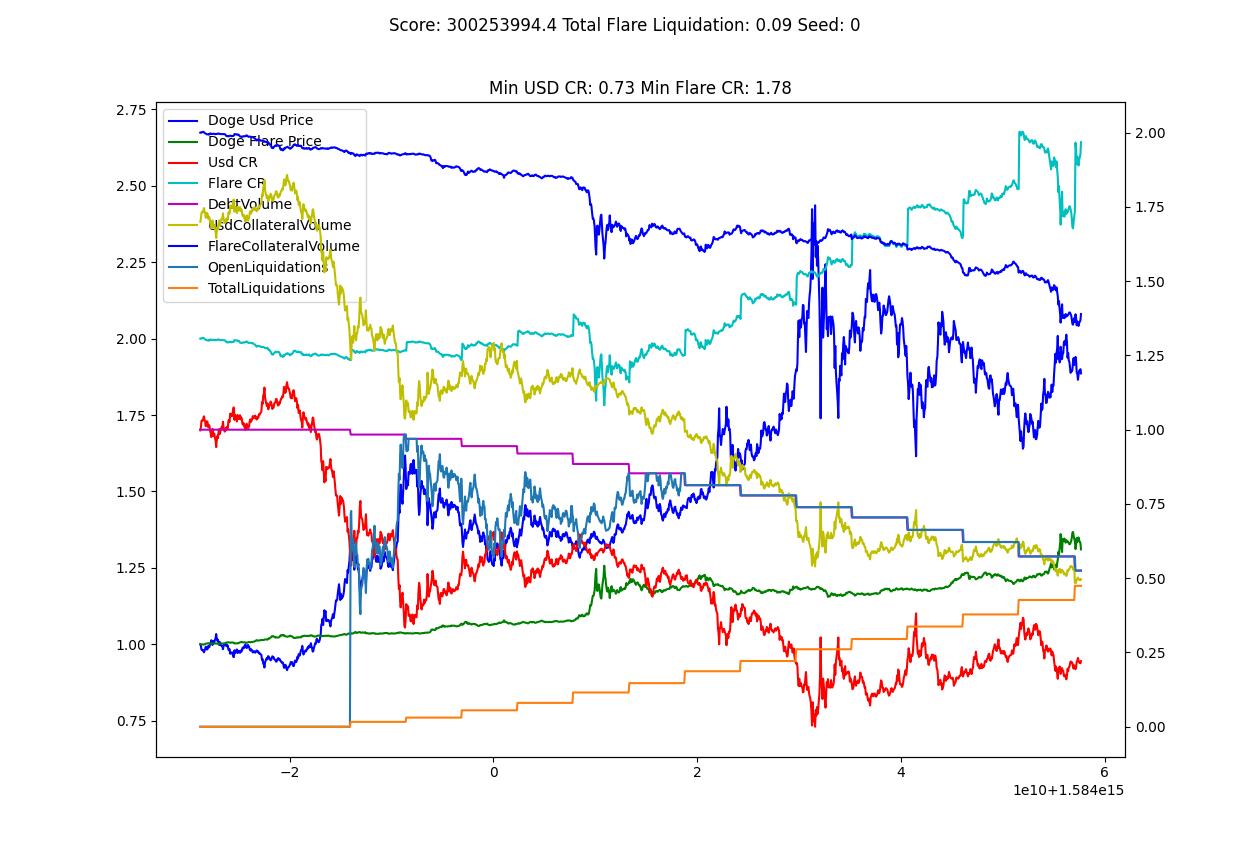 Score: 300253994.4 Total Flare Liquidation: 0.09 Seed: 0
Min USD CR: 0.73 Min Flare CR: 1.78
Doge Usd Price
Doge Flare Price
Usd CR
Flare CR
DebtVolume
UsdCollateralVolume
FlareCollateralVolume
OpenLiquidations
TotalLiquidations
2.75
2.50
2.25
2.00
1.75
1.50
1.25
1.00
0.75
2.00
1.75
1.50
1.25
1.00
0.75
0.50
0.25
0.00
−2
0
2
4
6
1e10+1.584e15